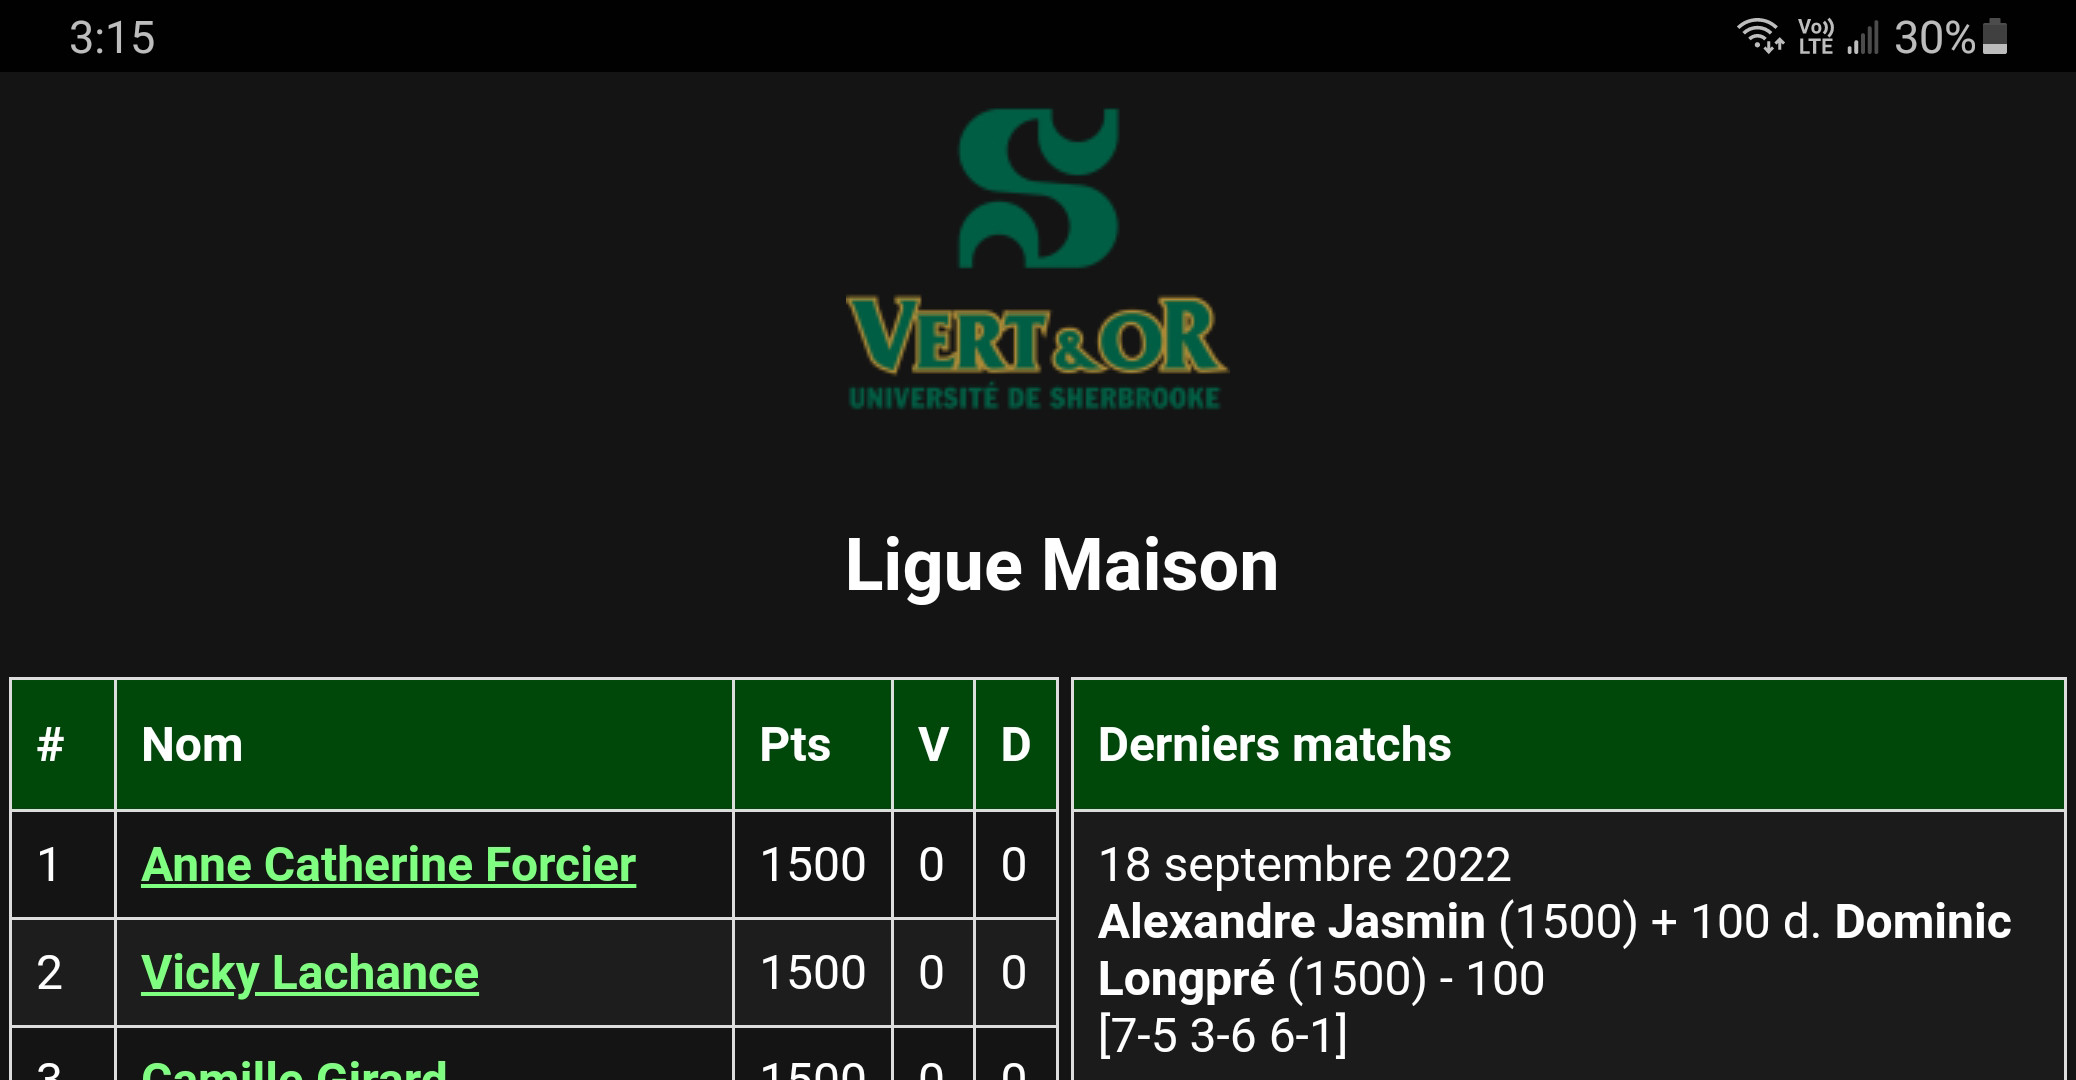 3:15
Vo)) LTE 30%
S
VERT&OR
UNIVERSITÉ DE SHERBROOKE
Ligue Maison
# Nom Pts V D
1 Anne Catherine Forcier 1500 0 0
2 Vicky Lachance 1500 0 0
3 Camille Girard 1500 0 0
Derniers matchs
18 septembre 2022
Alexandre Jasmin (1500) + 100 d. Dominic
Longpré (1500) - 100
[7-5 3-6 6-1]